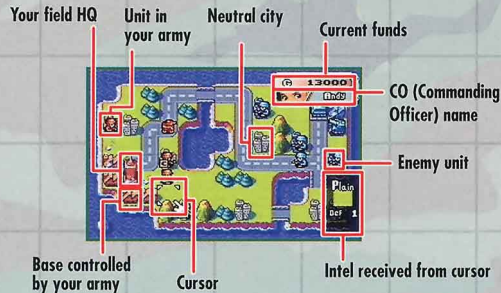 Your field HQ
Unit in
your army
Neutral city
Current funds
G 13000
Andy
CO (Commanding
Officer) name
Enemy unit
Plain
DEF 1
Base controlled
by your army
Cursor
Intel received from cursor